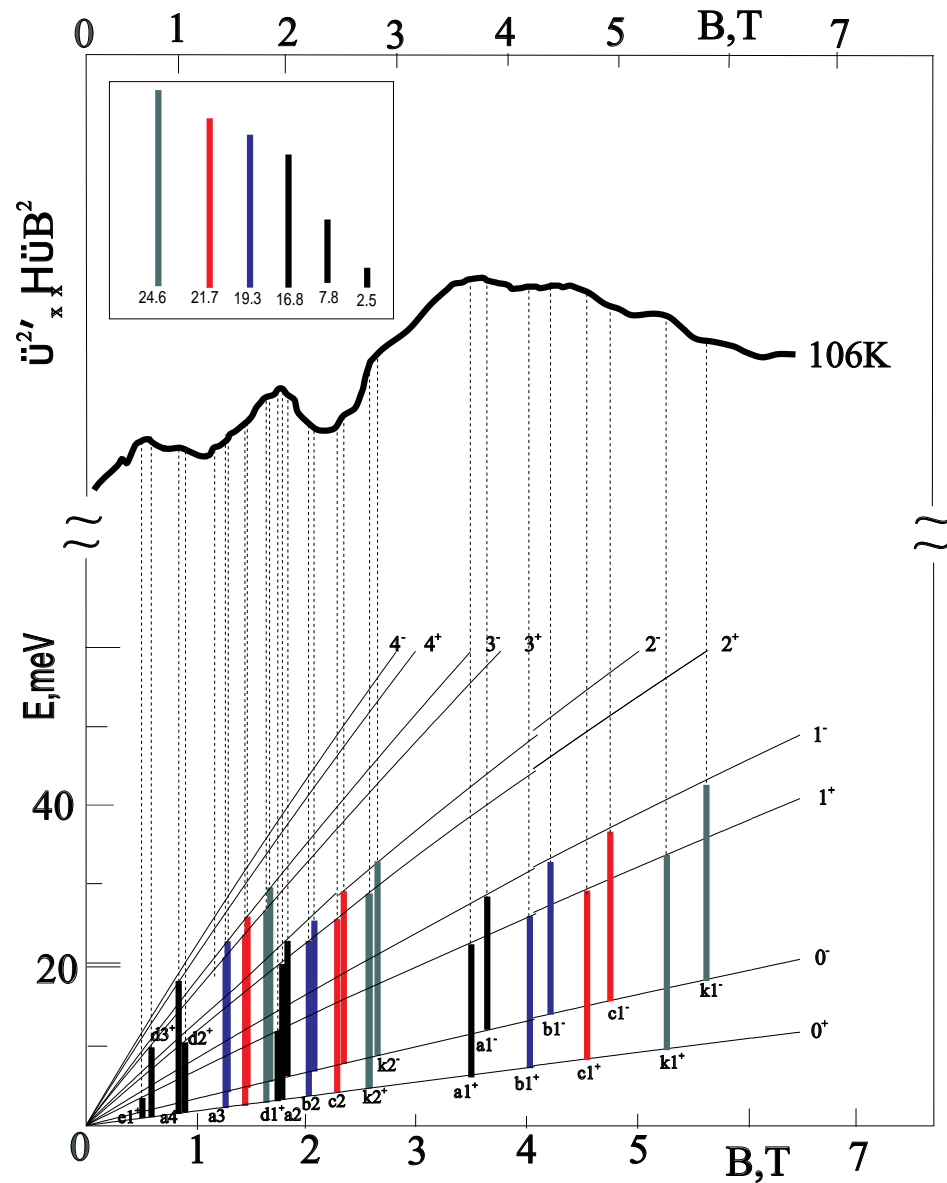 0 1 2 3 4 5 B,T 7
24.6 21.7 19.3 16.8 7.8 2.5
Ü²′ₓₓHÜB²
106K
E,meV
4⁻ 4⁺ 3⁻ 3⁺ 2⁻ 2⁺
1⁻
1⁺
40
20
0⁻
0⁺
k1⁻
c1⁻
b1⁻
d3⁺ d2⁺
a1⁻
k2⁻
k1⁺
c1⁺
b1⁺
a1⁺
e1⁺ a4 a3 d1⁺ a2 b2 c2 k2⁺
0 1 2 3 4 5 B,T 7